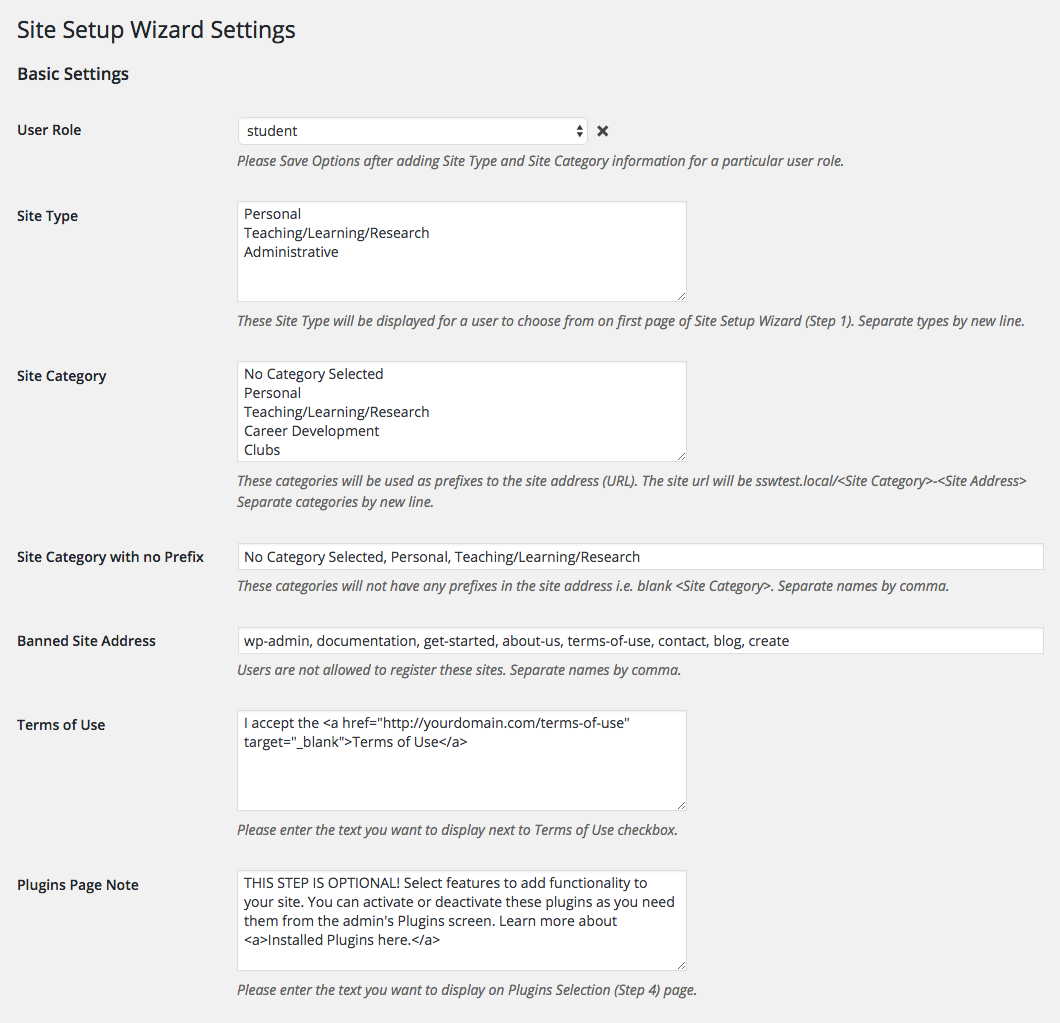 Site Setup Wizard Settings
Basic Settings
User Role
student
Please Save Options after adding Site Type and Site Category information for a particular user role.
Site Type
Personal
Teaching/Learning/Research
Administrative
These Site Type will be displayed for a user to choose from on first page of Site Setup Wizard (Step 1). Separate types by new line.
Site Category
No Category Selected
Personal
Teaching/Learning/Research
Career Development
Clubs
These categories will be used as prefixes to the site address (URL). The site url will be sswtest.local/<Site Category>-<Site Address>
Separate categories by new line.
Site Category with no Prefix
No Category Selected, Personal, Teaching/Learning/Research
These categories will not have any prefixes in the site address i.e. blank <Site Category>. Separate names by comma.
Banned Site Address
wp-admin, documentation, get-started, about-us, terms-of-use, contact, blog, create
Users are not allowed to register these sites. Separate names by comma.
Terms of Use
I accept the <a href="http://yourdomain.com/terms-of-use"
target="_blank">Terms of Use</a>
Please enter the text you want to display next to Terms of Use checkbox.
Plugins Page Note
THIS STEP IS OPTIONAL! Select features to add functionality to
your site. You can activate or deactivate these plugins as you need
them from the admin's Plugins screen. Learn more about
<a>Installed Plugins here.</a>
Please enter the text you want to display on Plugins Selection (Step 4) page.